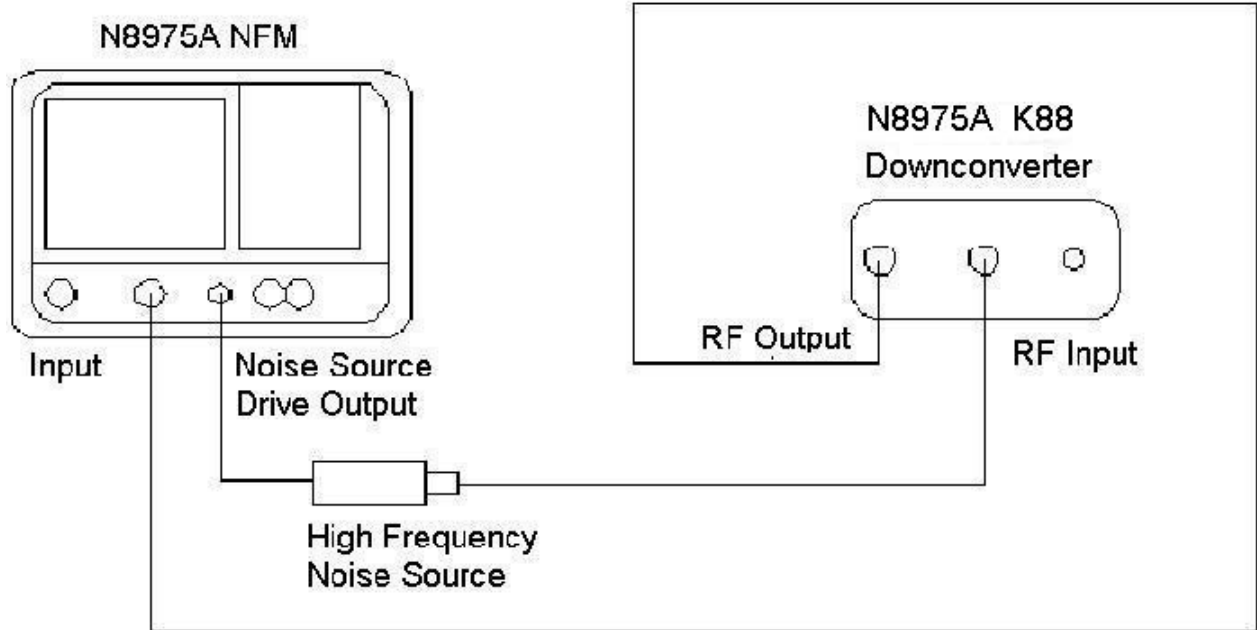 N8975A NFM
N8975A K88
Downconverter
RF Output
RF Input
Input
Noise Source
Drive Output
High Frequency
Noise Source